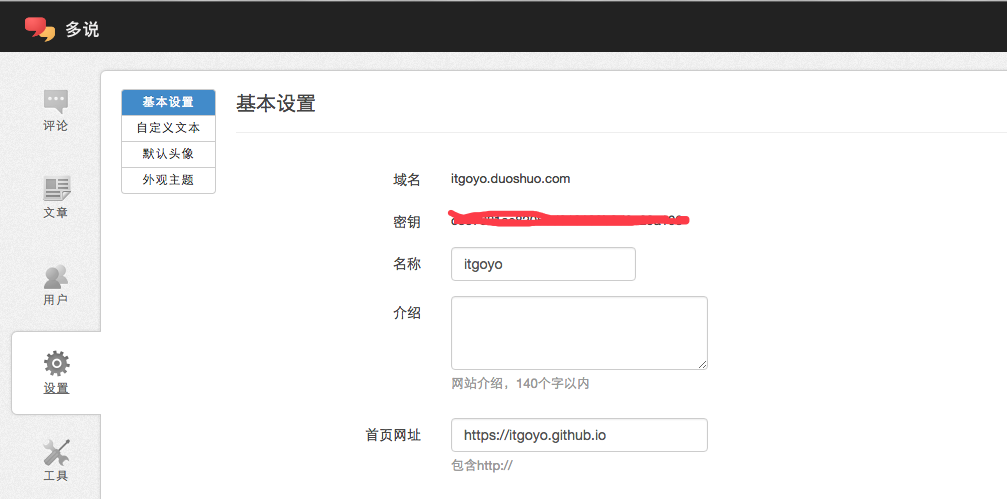 多说
评论
文章
用户
设置
工具
基本设置
自定义文本
默认头像
外观主题
基本设置
域名 itgoyo.duoshuo.com
密钥
名称 itgoyo
介绍
网站介绍，140个字以内
首页网址 https://itgoyo.github.io
包含http://